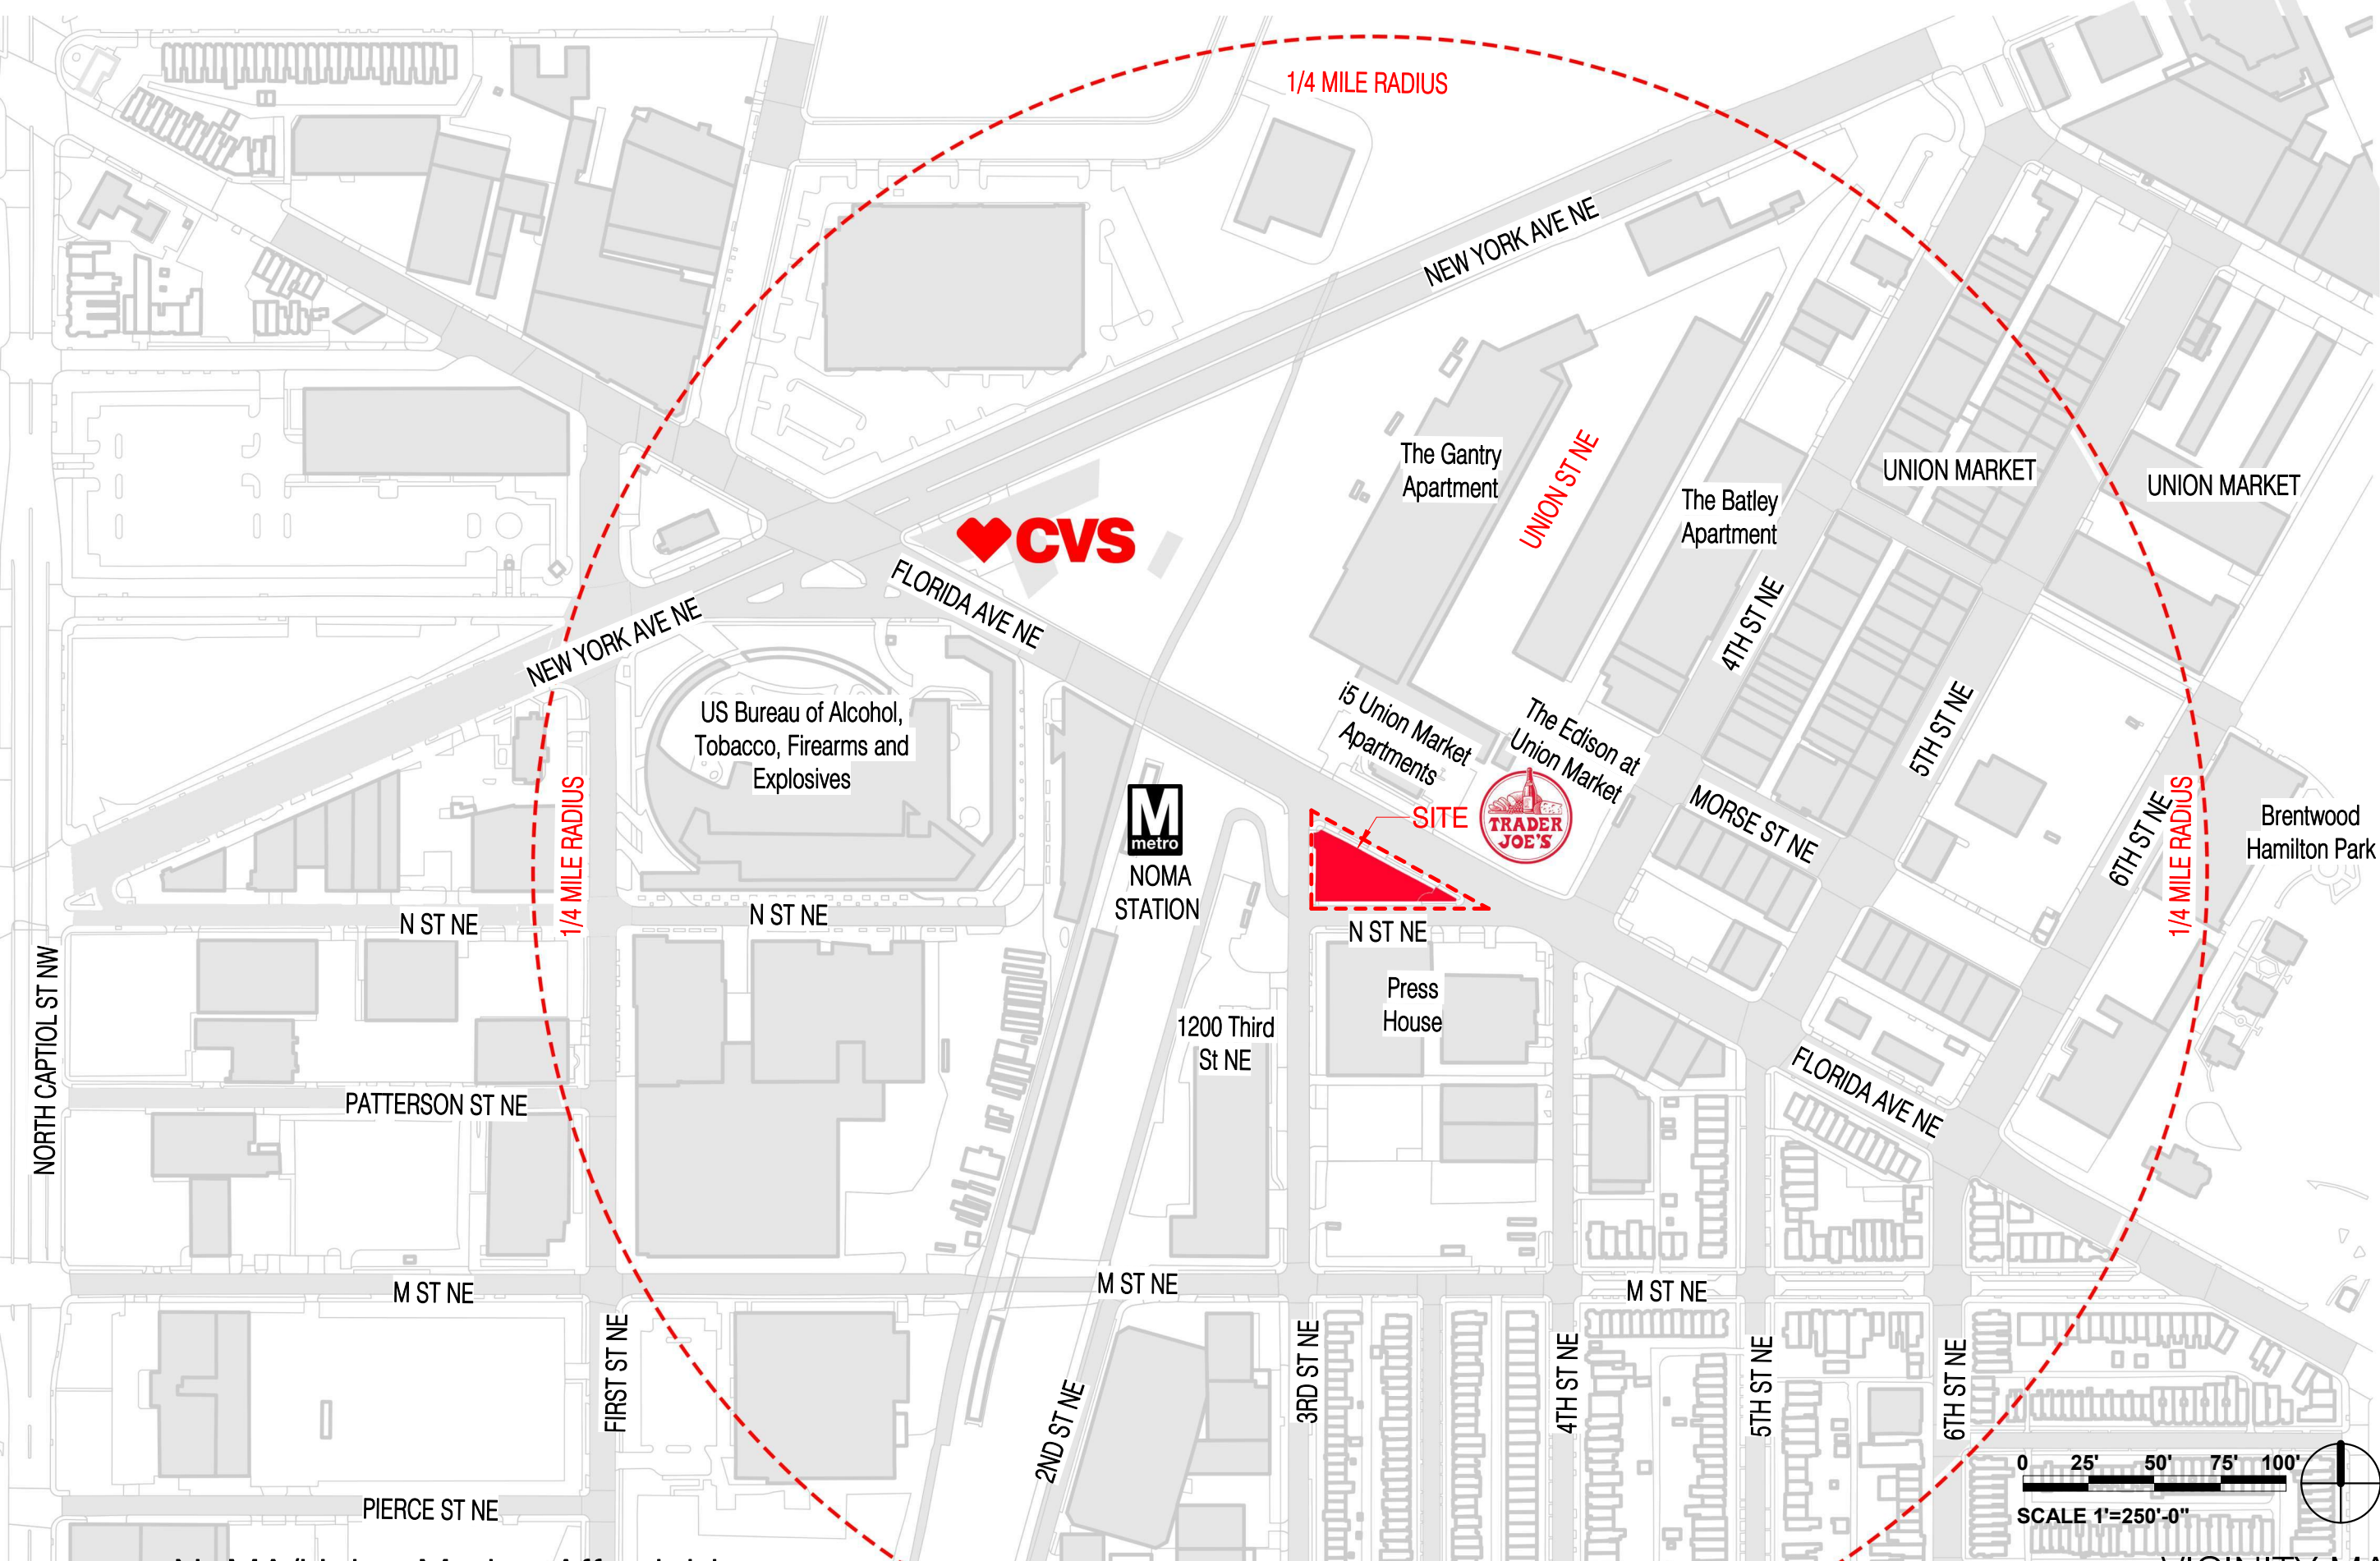 1/4 MILE RADIUS
NEW YORK AVE NE
The Gantry
Apartment
UNION ST NE
The Batley
Apartment
UNION MARKET
UNION MARKET
CVS
FLORIDA AVE NE
NEW YORK AVE NE
4TH ST NE
5TH ST NE
US Bureau of Alcohol,
Tobacco, Firearms and
Explosives
i5 Union Market
Apartments
The Edison at
Union Market
M
metro
NOMA
STATION
SITE
TRADER
JOE'S
MORSE ST NE
6TH ST NE
1/4 MILE RADIUS
1/4 MILE RADIUS
Brentwood
Hamilton Park
N ST NE
N ST NE
N ST NE
NORTH CAPTIOL ST NW
Press
House
1200 Third
St NE
PATTERSON ST NE
FLORIDA AVE NE
M ST NE
M ST NE
M ST NE
FIRST ST NE
2ND ST NE
3RD ST NE
4TH ST NE
5TH ST NE
6TH ST NE
PIERCE ST NE
0 25' 50' 75' 100'
SCALE 1'=250'-0"